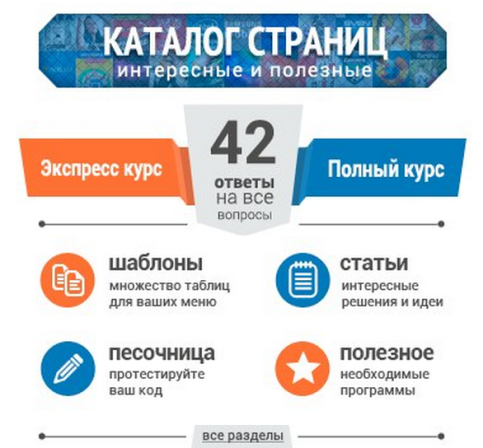 КАТАЛОГ СТРАНИЦ
интересные и полезные
42
Экспресс курс
ответы
на все
вопросы
Полный курс
шаблоны
множество таблиц
для ваших меню
статьи
интересные
решения и идеи
песочница
протестируйте
ваш код
полезное
необходимые
программы
все разделы